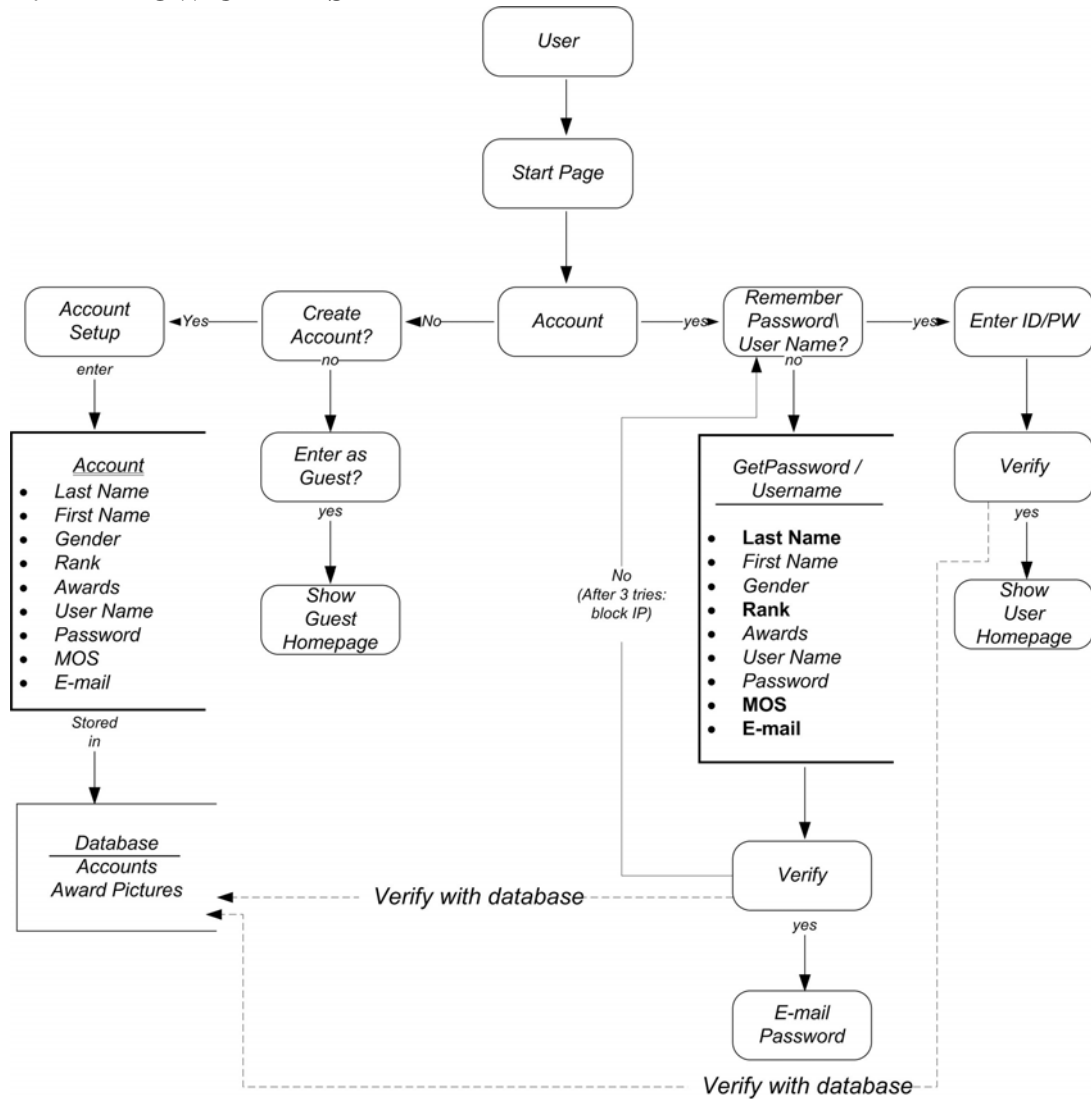 User
Start Page
Account
Setup
Yes
Create
Account?
No
Account
yes
Remember
Password\
User Name?
yes
Enter ID/PW
enter
no
no
Account
• Last Name
• First Name
• Gender
• Rank
• Awards
• User Name
• Password
• MOS
• E-mail
Enter as
Guest?
yes
Show
Guest
Homepage
No
(After 3 tries:
block IP)
GetPassword /
Username
• Last Name
• First Name
• Gender
• Rank
• Awards
• User Name
• Password
• MOS
• E-mail
Verify
yes
Show
User
Homepage
Stored
in
Database
Accounts
Award Pictures
Verify with database
Verify
yes
E-mail
Password
Verify with database